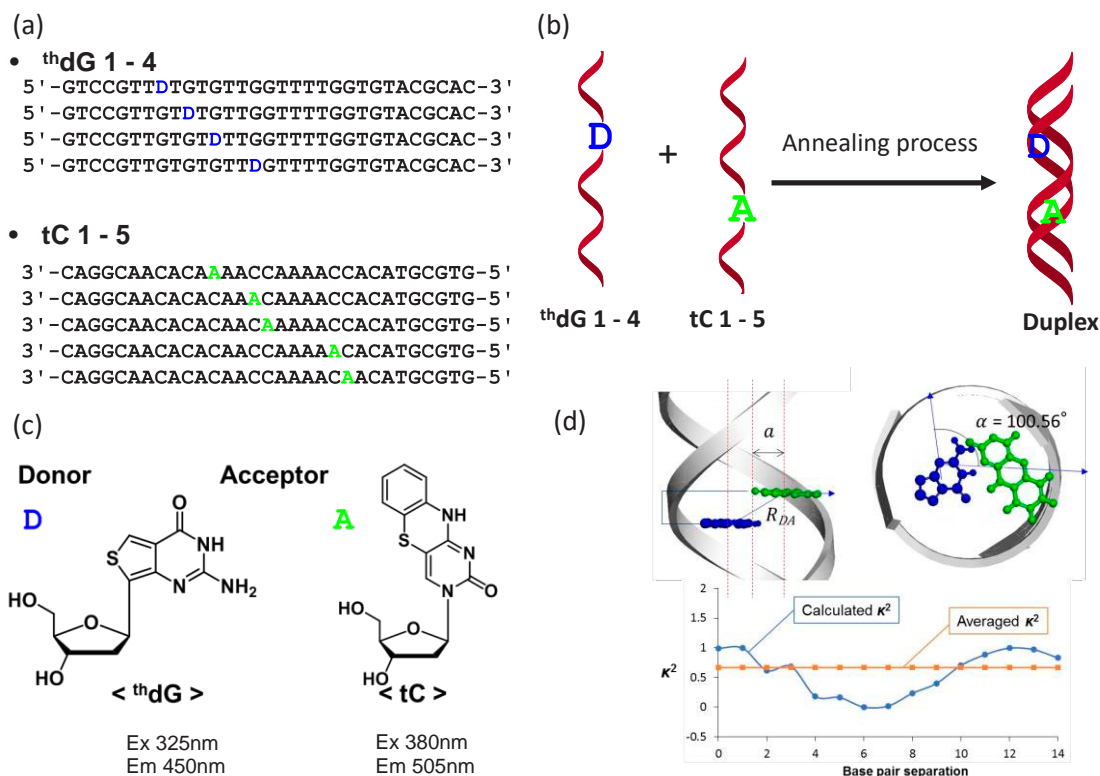 (a)
• thdG 1 - 4
5'-GTCCGTTDTGTGTTGGTTTTGGTGTACGCAC-3'
5'-GTCCGTTGTDTGTTGGTTTTGGTGTACGCAC-3'
5'-GTCCGTTGTGTDTTGGTTTTGGTGTACGCAC-3'
5'-GTCCGTTGTGTGTTDGTTTTGGTGTACGCAC-3'
• tC 1 - 5
3'-CAGGCAACACAAAACCAAAACCACATGCGTG-5'
3'-CAGGCAACACACAAACAAAACCACATGCGTG-5'
3'-CAGGCAACACACAACAAAAACCACATGCGTG-5'
3'-CAGGCAACACACAACCAAAAACACATGCGTG-5'
3'-CAGGCAACACACAACCAAAACAACATGCGTG-5'
(b)
D
+
A
Annealing process
D
A
thdG 1 - 4
tC 1 - 5
Duplex
(c)
Donor
D
Acceptor
A
O
NH
S
N
NH2
HO
O
HO
< thdG >
Ex 325nm
Em 450nm
NH
S
N
N
O
HO
O
HO
< tC >
Ex 380nm
Em 505nm
(d)
a
RDA
α = 100.56°
Calculated κ²
Averaged κ²
κ²
1.5
1
0.5
0
-0.5
0 2 4 6 8 10 12 14
Base pair separation